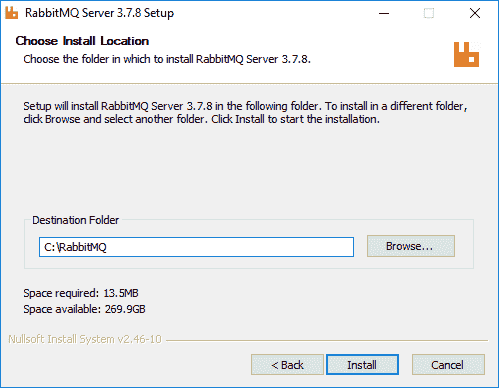 RabbitMQ Server 3.7.8 Setup
Choose Install Location
Choose the folder in which to install RabbitMQ Server 3.7.8.
Setup will install RabbitMQ Server 3.7.8 in the following folder. To install in a different folder,
click Browse and select another folder. Click Install to start the installation.
Destination Folder
C:\RabbitMQ
Browse...
Space required: 13.5MB
Space available: 269.9GB
Nullsoft Install System v2.46-10
< Back
Install
Cancel